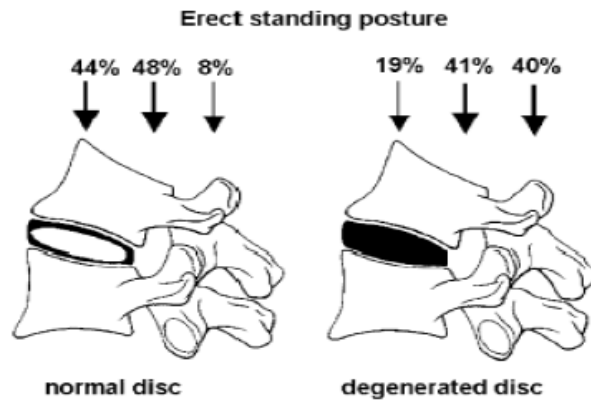 Erect standing posture
44% 48% 8% 19% 41% 40%
normal disc degenerated disc